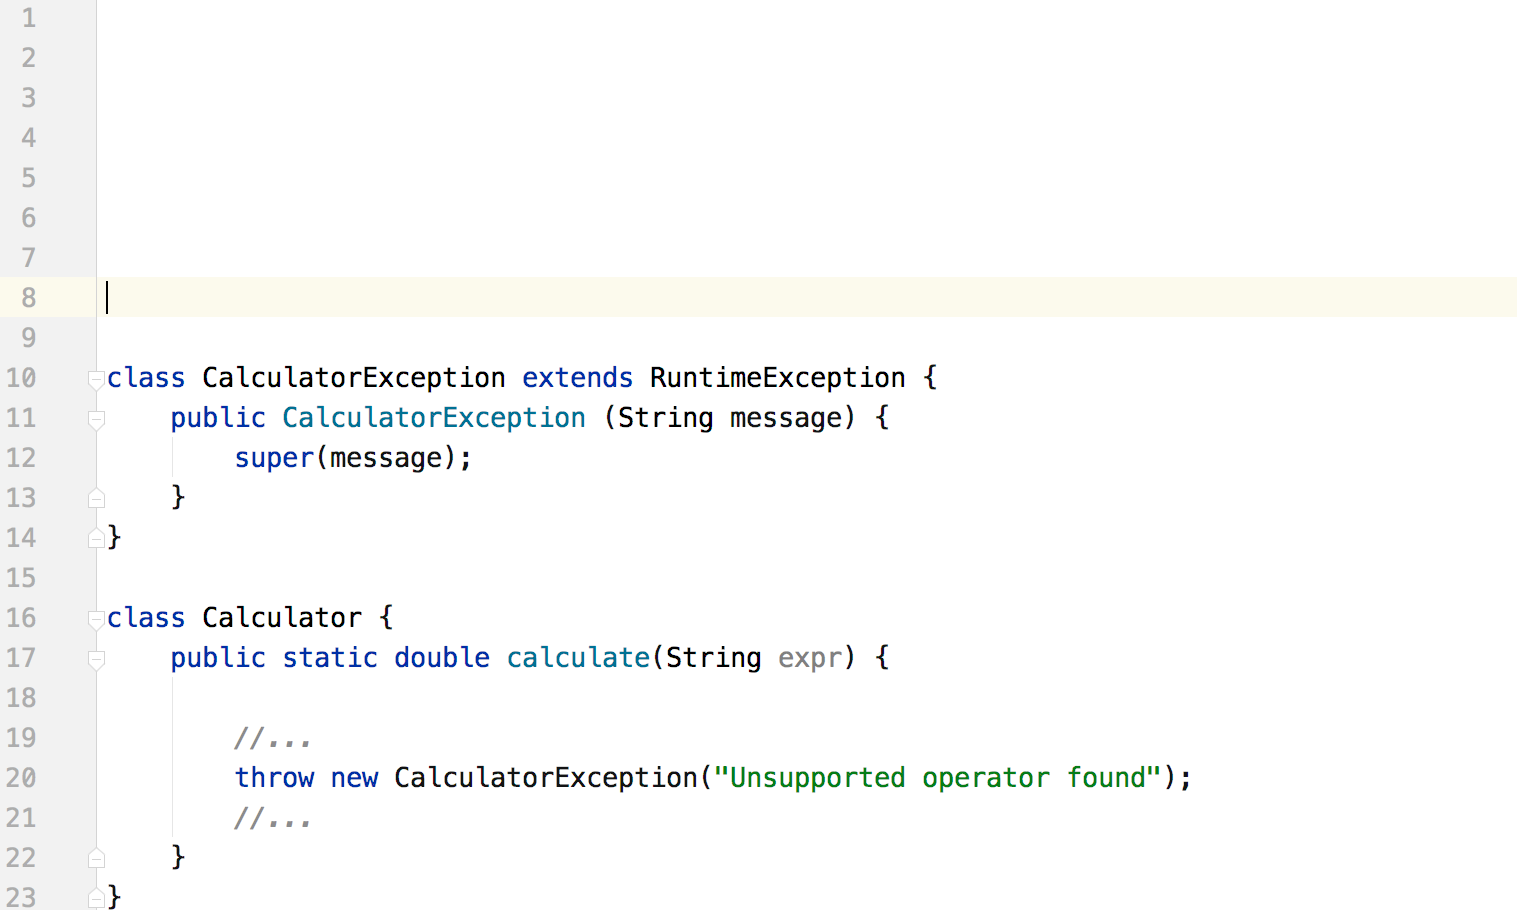 1
2
3
4
5
6
7
8
9
10 class CalculatorException extends RuntimeException {
11     public CalculatorException (String message) {
12         super(message);
13     }
14 }
15
16 class Calculator {
17     public static double calculate(String expr) {
18
19         //...
20         throw new CalculatorException("Unsupported operator found");
21         //...
22     }
23 }